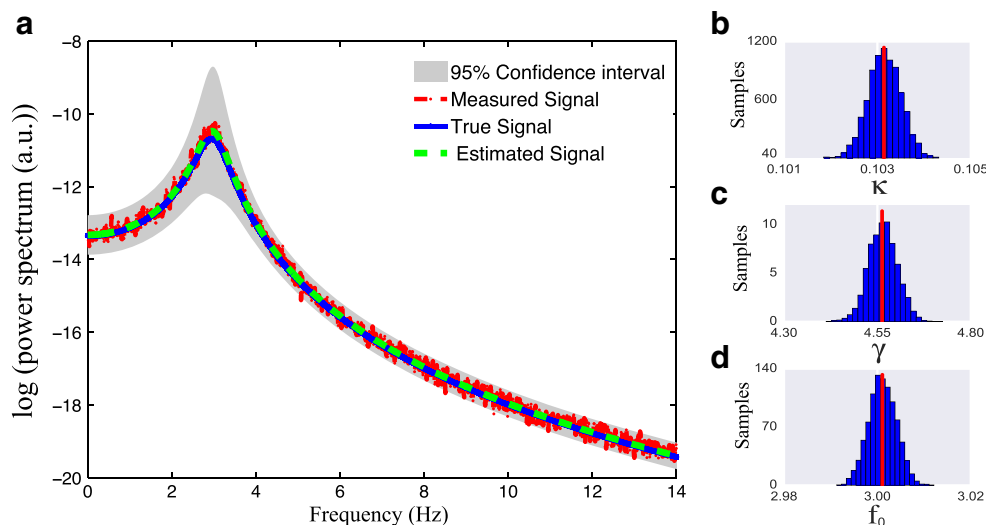 a
−8
−10
−12
−14
−16
−18
−20
log (power spectrum (a.u.))
0 2 4 6 8 10 12 14
Frequency (Hz)
95% Confidence interval
Measured Signal
True Signal
Estimated Signal
b
1200
600
40
Samples
0.101 0.103 0.105
κ
c
10
5
0
Samples
4.30 4.55 4.80
γ
d
140
70
0
Samples
2.98 3.00 3.02
f₀